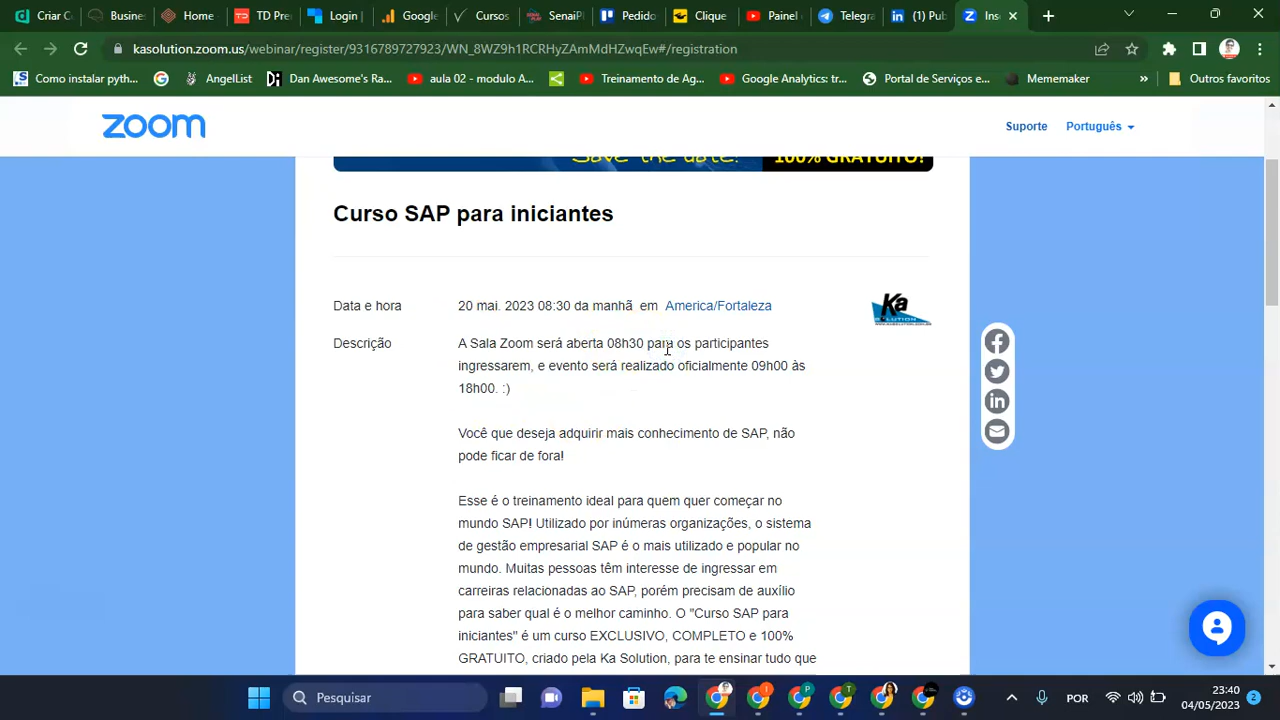 Criar C
Busines
Home
TD Pre
Login |
Google
Cursos
SenaiP
Pedido
Clique
Painel
Telegra
(1) Pub
Ins
kasolution.zoom.us/webinar/register/9316789727923/WN_8WZ9h1RCRHyZAmMdHZwqEw#/registration
Como instalar pyth...
AngelList
Dan Awesome's Ra...
aula 02 - modulo A...
Treinamento de Ag...
Google Analytics: tr...
Portal de Serviços e...
Mememaker
»
Outros favoritos
zoom
Suporte
Português
Save the date!
100% GRATUITO!
Curso SAP para iniciantes
Data e hora
20 mai. 2023 08:30 da manhã em America/Fortaleza
Ka
SOLUTION
Descrição
A Sala Zoom será aberta 08h30 para os participantes
ingressarem, e evento será realizado oficialmente 09h00 às
18h00. :)
Você que deseja adquirir mais conhecimento de SAP, não
pode ficar de fora!
Esse é o treinamento ideal para quem quer começar no
mundo SAP! Utilizado por inúmeras organizações, o sistema
de gestão empresarial SAP é o mais utilizado e popular no
mundo. Muitas pessoas têm interesse de ingressar em
carreiras relacionadas ao SAP, porém precisam de auxílio
para saber qual é o melhor caminho. O "Curso SAP para
iniciantes" é um curso EXCLUSIVO, COMPLETO e 100%
GRATUITO, criado pela Ka Solution, para te ensinar tudo que
Pesquisar
POR
23:40
04/05/2023
2